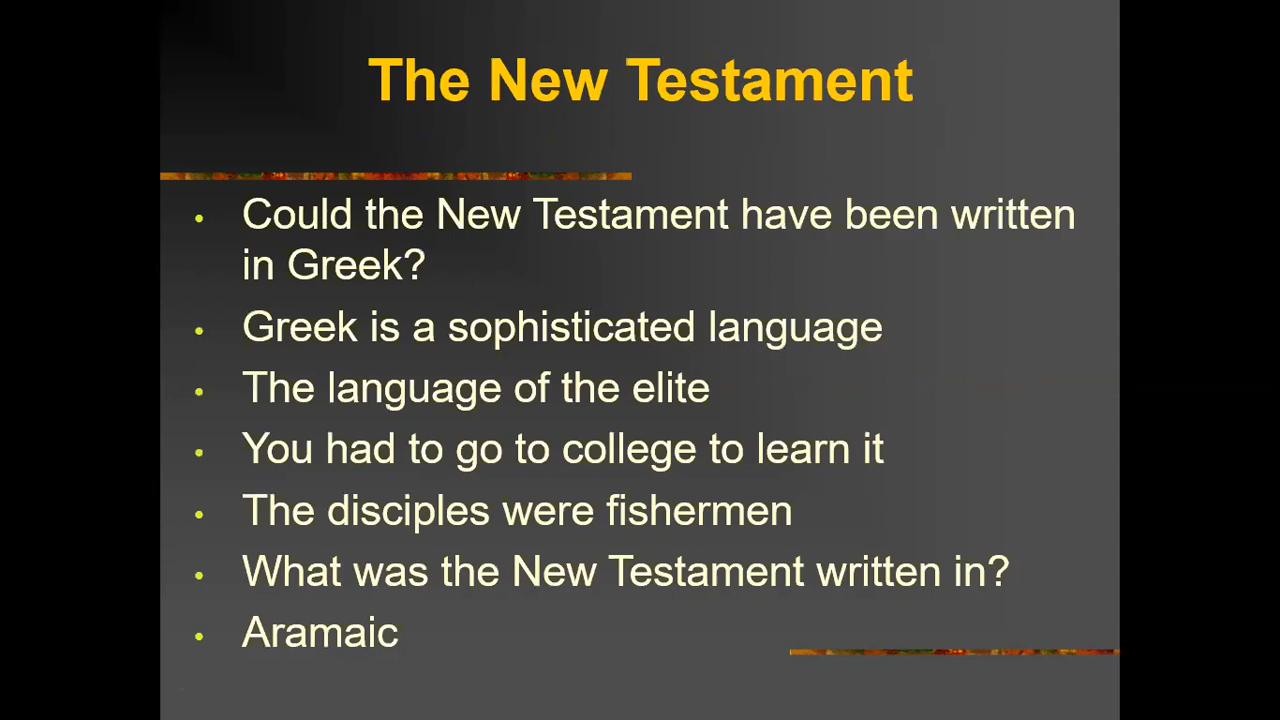 The New Testament
• Could the New Testament have been written
in Greek?
• Greek is a sophisticated language
• The language of the elite
• You had to go to college to learn it
• The disciples were fishermen
• What was the New Testament written in?
• Aramaic